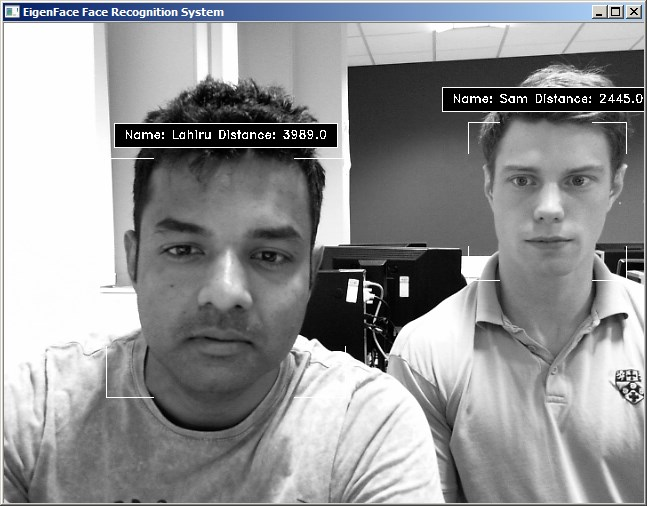 EigenFace Face Recognition System
Name: Lahiru Distance: 3989.0
Name: Sam Distance: 2445.0